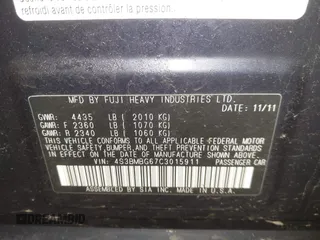 refroidi avant de contrôler la pression.
MFD BY FUJI HEAVY INDUSTRIES LTD.
DATE: 11/11
GVWR: 4435 LB ( 2010 KG)
GAWR: F 2360 LB ( 1070 KG)
GAWR: R 2340 LB ( 1060 KG)
THIS VEHICLE CONFORMS TO ALL APPLICABLE FEDERAL MOTOR
VEHICLE SAFETY, BUMPER, AND THEFT PREVENTION
STANDARDS IN EFFECT ON THE DATE OF MANUFACTURE
SHOWN ABOVE.
VIN: 4S3BMBG67C3015911 PASSENGER CAR
ASSEMBLED BY SIA IN U.S.A.
DREAMBID